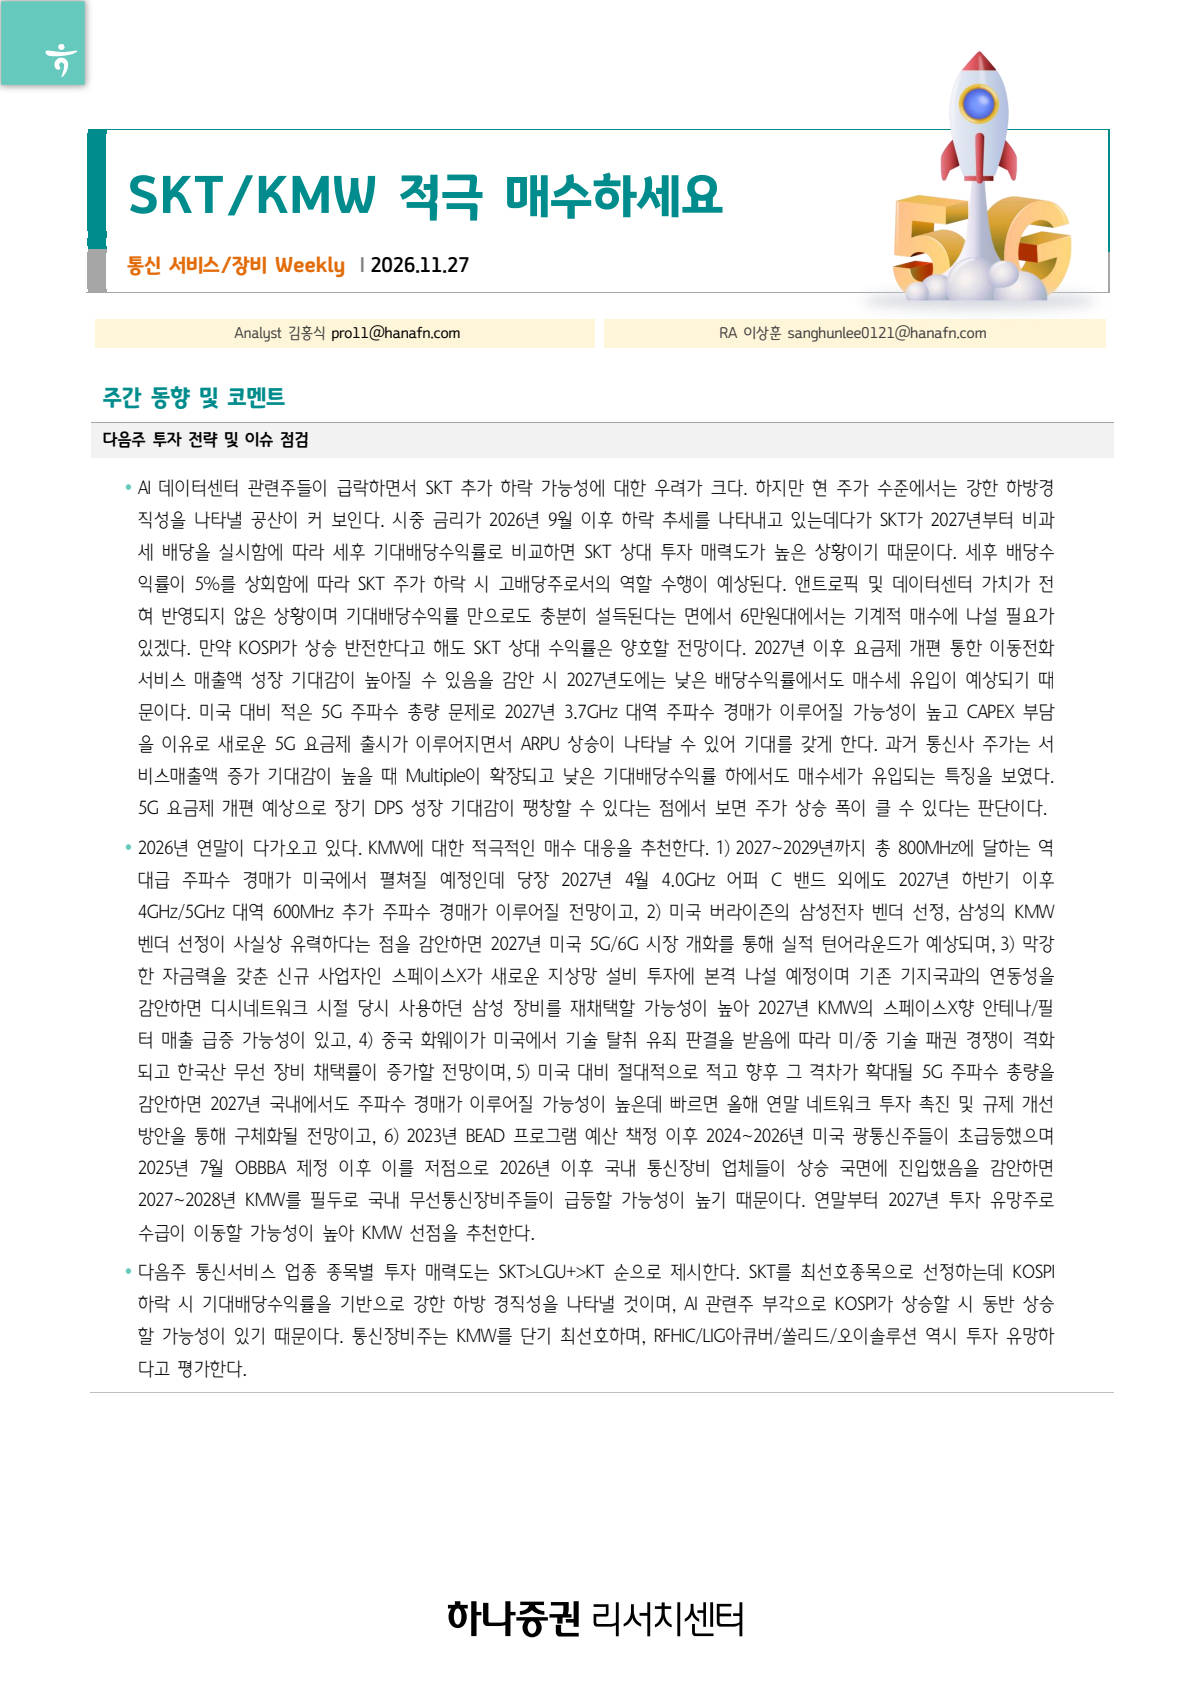 SKT/KMW 적극 매수하세요
통신 서비스/장비 Weekly | 2026.11.27
5G
Analyst 김홍식 pro11@hanafn.com
RA 이상훈 sanghunlee0121@hanafn.com
주간 동향 및 코멘트
다음주 투자 전략 및 이슈 점검
• AI 데이터센터 관련주들이 급락하면서 SKT 추가 하락 가능성에 대한 우려가 크다. 하지만 현 주가 수준에서는 강한 하방경
직성을 나타낼 공산이 커 보인다. 시중 금리가 2026년 9월 이후 하락 추세를 나타내고 있는데다가 SKT가 2027년부터 비과
세 배당을 실시함에 따라 세후 기대배당수익률로 비교하면 SKT 상대 투자 매력도가 높은 상황이기 때문이다. 세후 배당수
익률이 5%를 상회함에 따라 SKT 주가 하락 시 고배당주로서의 역할 수행이 예상된다. 앤트로픽 및 데이터센터 가치가 전
혀 반영되지 않은 상황이며 기대배당수익률 만으로도 충분히 설득된다는 면에서 6만원대에서는 기계적 매수에 나설 필요가
있겠다. 만약 KOSPI가 상승 반전한다고 해도 SKT 상대 수익률은 양호할 전망이다. 2027년 이후 요금제 개편 통한 이동전화
서비스 매출액 성장 기대감이 높아질 수 있음을 감안 시 2027년도에는 낮은 배당수익률에서도 매수세 유입이 예상되기 때
문이다. 미국 대비 적은 5G 주파수 총량 문제로 2027년 3.7GHz 대역 주파수 경매가 이루어질 가능성이 높고 CAPEX 부담
을 이유로 새로운 5G 요금제 출시가 이루어지면서 ARPU 상승이 나타날 수 있어 기대를 갖게 한다. 과거 통신사 주가는 서
비스매출액 증가 기대감이 높을 때 Multiple이 확장되고 낮은 기대배당수익률 하에서도 매수세가 유입되는 특징을 보였다.
5G 요금제 개편 예상으로 장기 DPS 성장 기대감이 팽창할 수 있다는 점에서 보면 주가 상승 폭이 클 수 있다는 판단이다.
• 2026년 연말이 다가오고 있다. KMW에 대한 적극적인 매수 대응을 추천한다. 1) 2027~2029년까지 총 800MHz에 달하는 역
대급 주파수 경매가 미국에서 펼쳐질 예정인데 당장 2027년 4월 4.0GHz 어퍼 C 밴드 외에도 2027년 하반기 이후
4GHz/5GHz 대역 600MHz 추가 주파수 경매가 이루어질 전망이고, 2) 미국 버라이즌의 삼성전자 벤더 선정, 삼성의 KMW
벤더 선정이 사실상 유력하다는 점을 감안하면 2027년 미국 5G/6G 시장 개화를 통해 실적 턴어라운드가 예상되며, 3) 막강
한 자금력을 갖춘 신규 사업자인 스페이스X가 새로운 지상망 설비 투자에 본격 나설 예정이며 기존 기지국과의 연동성을
감안하면 디시네트워크 시절 당시 사용하던 삼성 장비를 재채택할 가능성이 높아 2027년 KMW의 스페이스X향 안테나/필
터 매출 급증 가능성이 있고, 4) 중국 화웨이가 미국에서 기술 탈취 유죄 판결을 받음에 따라 미/중 기술 패권 경쟁이 격화
되고 한국산 무선 장비 채택률이 증가할 전망이며, 5) 미국 대비 절대적으로 적고 향후 그 격차가 확대될 5G 주파수 총량을
감안하면 2027년 국내에서도 주파수 경매가 이루어질 가능성이 높은데 빠르면 올해 연말 네트워크 투자 촉진 및 규제 개선
방안을 통해 구체화될 전망이고, 6) 2023년 BEAD 프로그램 예산 책정 이후 2024~2026년 미국 광통신주들이 초급등했으며
2025년 7월 OBBBA 제정 이후 이를 저점으로 2026년 이후 국내 통신장비 업체들이 상승 국면에 진입했음을 감안하면
2027~2028년 KMW를 필두로 국내 무선통신장비주들이 급등할 가능성이 높기 때문이다. 연말부터 2027년 투자 유망주로
수급이 이동할 가능성이 높아 KMW 선점을 추천한다.
• 다음주 통신서비스 업종 종목별 투자 매력도는 SKT>LGU+>KT 순으로 제시한다. SKT를 최선호종목으로 선정하는데 KOSPI
하락 시 기대배당수익률을 기반으로 강한 하방 경직성을 나타낼 것이며, AI 관련주 부각으로 KOSPI가 상승할 시 동반 상승
할 가능성이 있기 때문이다. 통신장비주는 KMW를 단기 최선호하며, RFHIC/LIG아큐버/쏠리드/오이솔루션 역시 투자 유망하
다고 평가한다.
하나증권 리서치센터